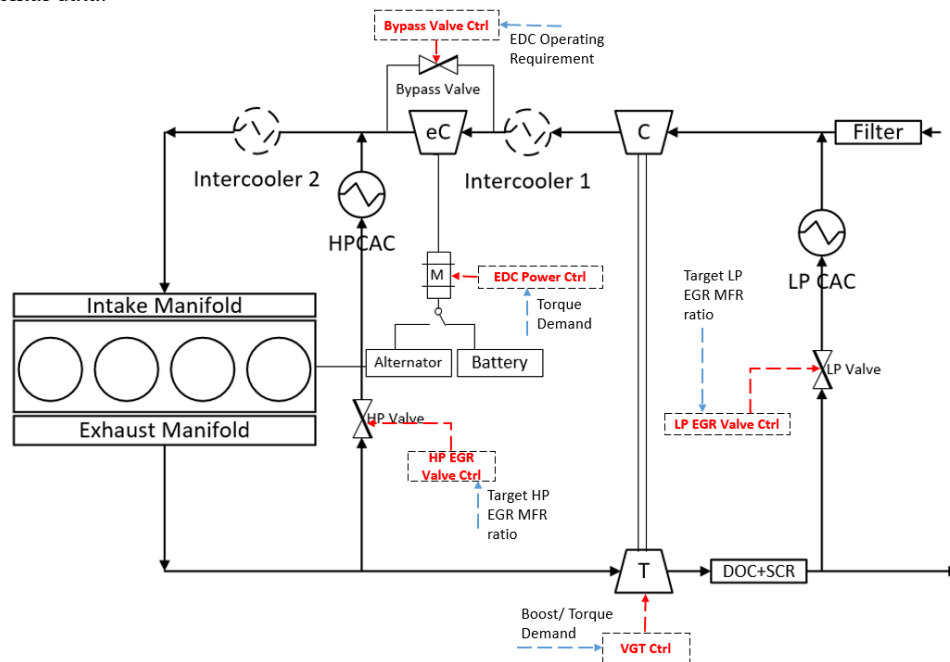 Bypass Valve Ctrl
EDC Operating
Requirement
Bypass Valve
eC
C
Filter
Intercooler 2
Intercooler 1
HPCAC
LP CAC
M
EDC Power Ctrl
Target LP
EGR MFR
ratio
Torque
Demand
Intake Manifold
Alternator
Battery
LP Valve
HP Valve
LP EGR Valve Ctrl
Exhaust Manifold
HP EGR
Valve Ctrl
Target HP
EGR MFR
ratio
T
DOC+SCR
Boost/ Torque
Demand
VGT Ctrl